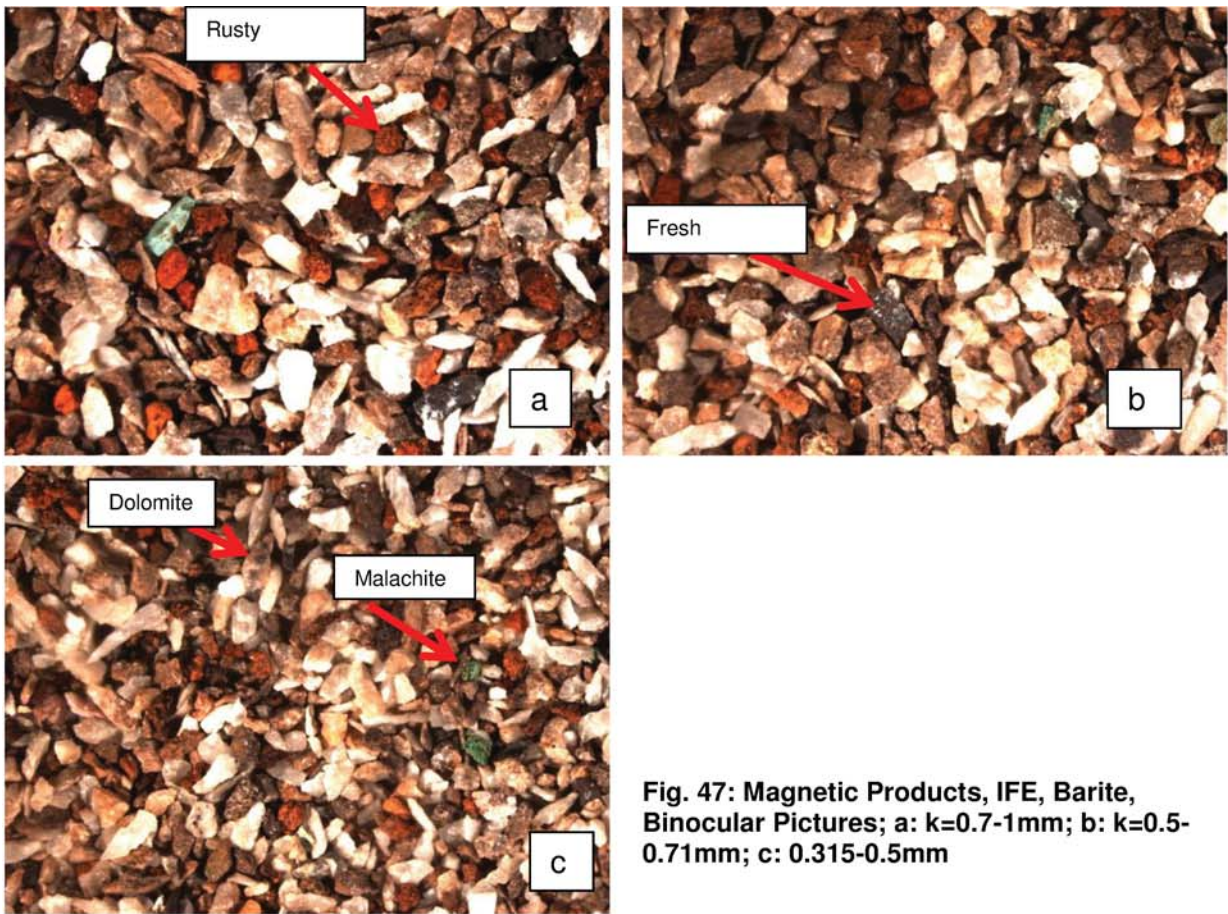 Rusty
a
Fresh
b
Dolomite
Malachite
c
Fig. 47: Magnetic Products, IFE, Barite,
Binocular Pictures; a: k=0.7-1mm; b: k=0.5-
0.71mm; c: 0.315-0.5mm